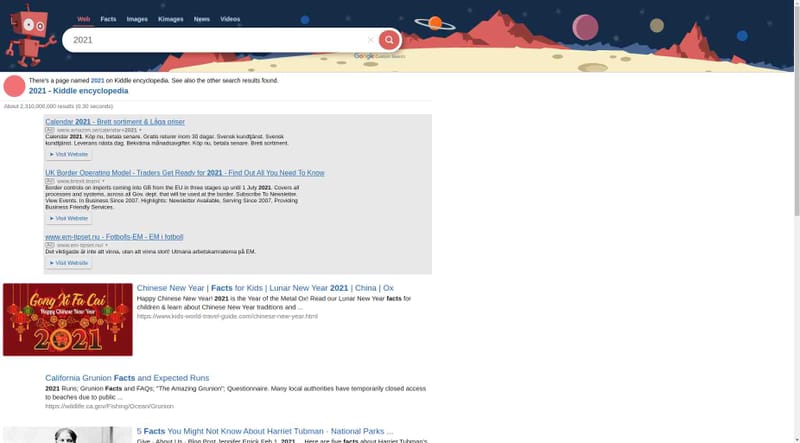 Web Facts Images Kimages News Videos
2021
Google Custom Search
There's a page named 2021 on Kiddle encyclopedia. See also the other search results found.
2021 - Kiddle encyclopedia
About 2,310,000,000 results (0.30 seconds)
Calendar 2021 - Brett sortiment & Låga priser
Ad www.amazon.se/calendar+2021
Calendar 2021. Köp nu, betala senare. Gratis returer inom 30 dagar. Svensk kundtjänst. Svensk
kundtjänst. Leverans nästa dag. Bekväma månadsavgifter. Köp nu, betala senare. Brett sortiment.
➤ Visit Website
UK Border Operating Model - Traders Get Ready for 2021 - Find Out All You Need To Know
Ad
Border controls on imports coming into GB from the EU in three stages up until 1 July 2021. Covers all
processes and systems, across all Gov. dept. that will be used at the border. Subscribe To Newsletter.
View Events. In Business Since 2007. Highlights: Newsletter Available, Serving Since 2007, Providing
Business Friendly Services.
➤ Visit Website
www.em-tipset.nu - Fotbolls-EM - EM i fotboll
Ad www.em-tipset.nu/
Det viktigaste är inte att vinna, utan att vinna stort! Utmana arbetskamraterna på EM.
➤ Visit Website
Chinese New Year | Facts for Kids | Lunar New Year 2021 | China | Ox
Happy Chinese New Year! 2021 is the Year of the Metal Ox! Read our Lunar New Year facts for
children & learn about Chinese New Year traditions and ...
https://www.kids-world-travel-guide.com/chinese-new-year.html
Gong Xi Fa Cai
Happy Chinese New Year
2021
California Grunion Facts and Expected Runs
2021 Runs; Grunion Facts and FAQs; "The Amazing Grunion"; Questionnaire. Many local authorities have temporarily closed access
to beaches due to public ...
https://wildlife.ca.gov/Fishing/Ocean/Grunion
5 Facts You Might Not Know About Harriet Tubman · National Parks ...
Give · About Us · Blog Post Jennifer Errick Feb 1, 2021 ... Here are five facts about Harriet Tubman's